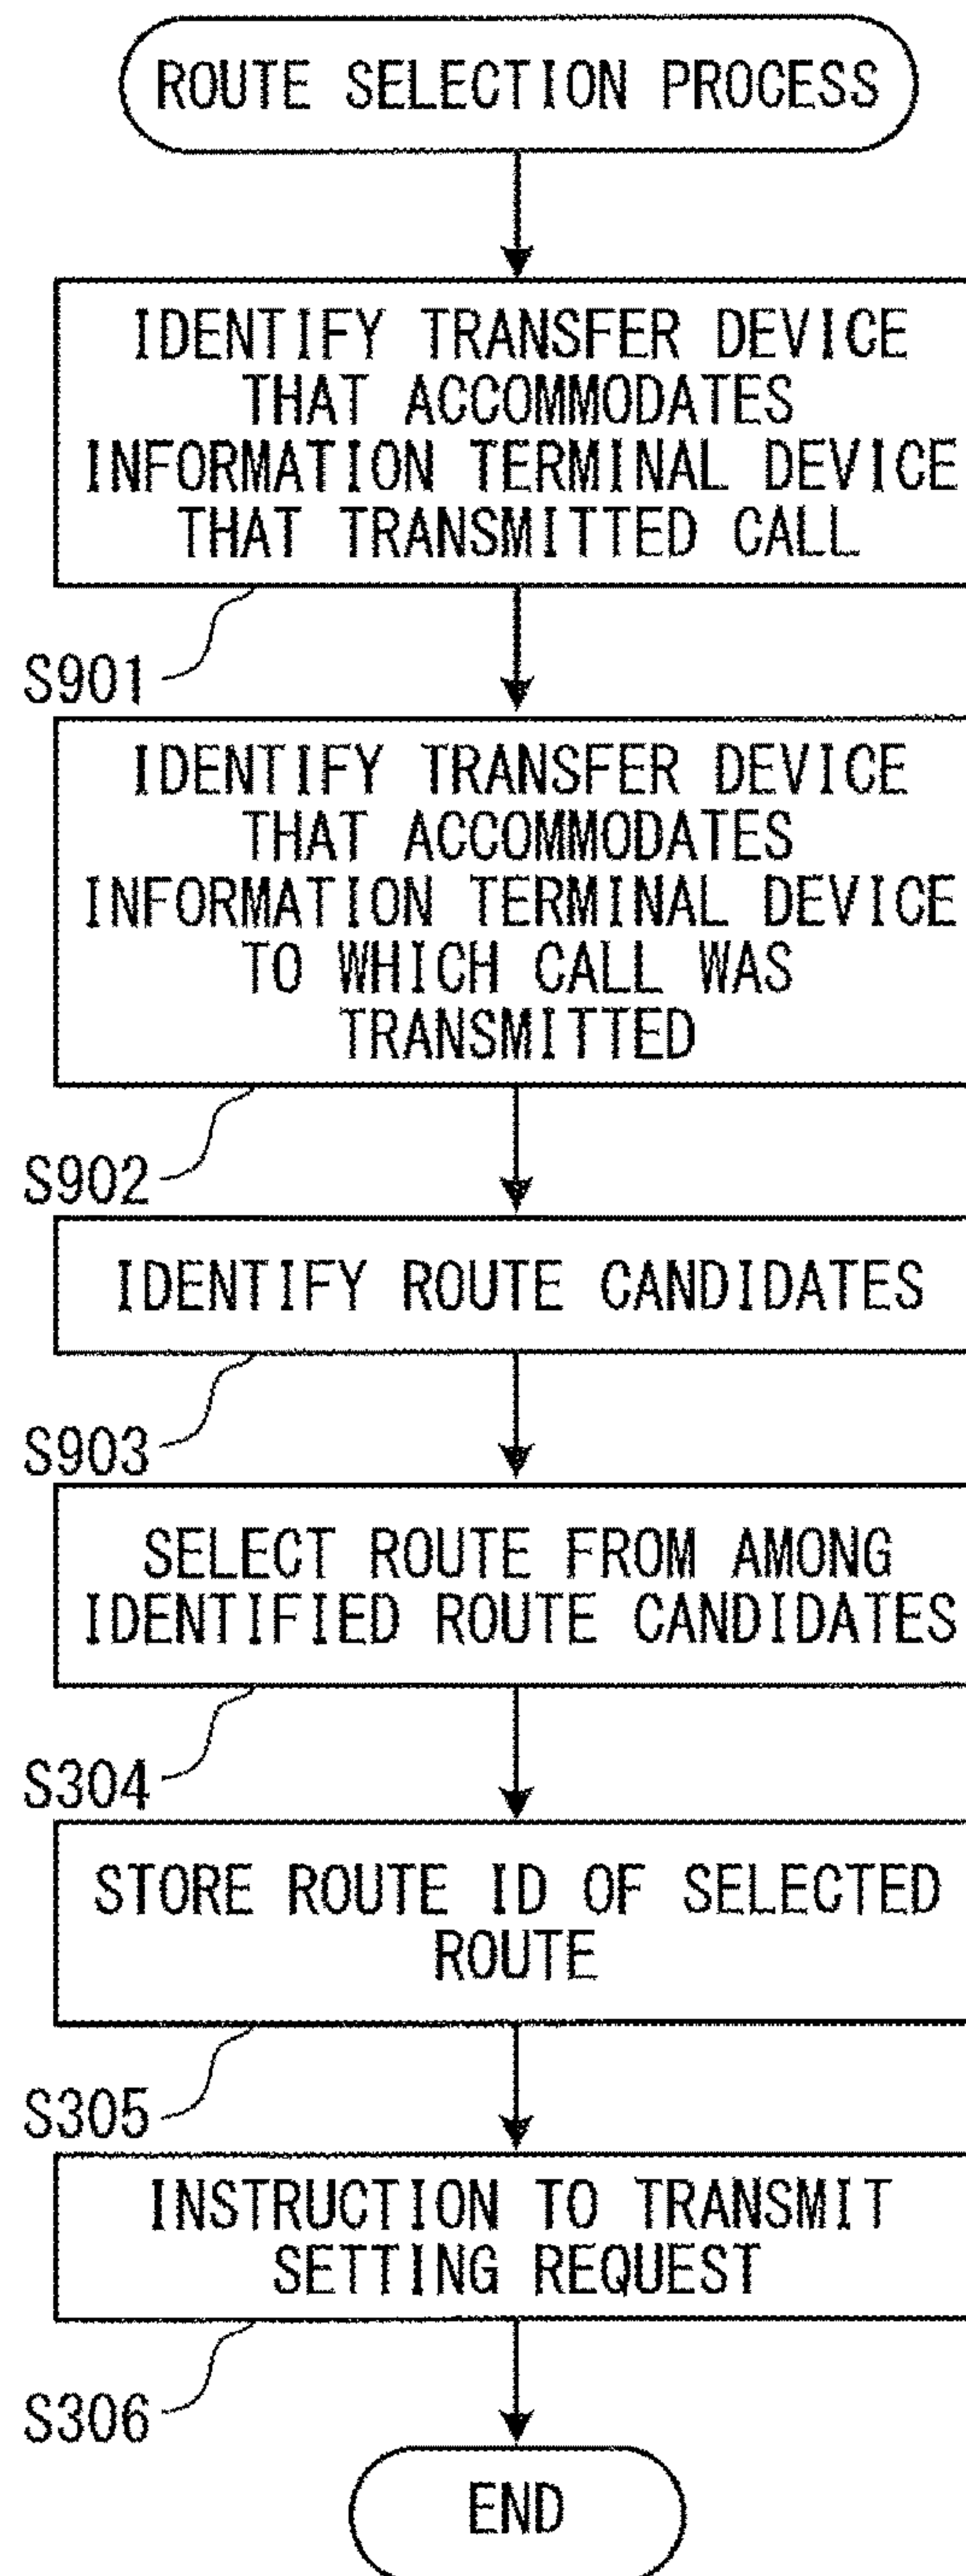 ROUTE SELECTION PROCESS
IDENTIFY TRANSFER DEVICE
THAT ACCOMMODATES
INFORMATION TERMINAL DEVICE
THAT TRANSMITTED CALL
S901
IDENTIFY TRANSFER DEVICE
THAT ACCOMMODATES
INFORMATION TERMINAL DEVICE
TO WHICH CALL WAS
TRANSMITTED
S902
IDENTIFY ROUTE CANDIDATES
S903
SELECT ROUTE FROM AMONG
IDENTIFIED ROUTE CANDIDATES
S304
STORE ROUTE ID OF SELECTED
ROUTE
S305
INSTRUCTION TO TRANSMIT
SETTING REQUEST
S306
END